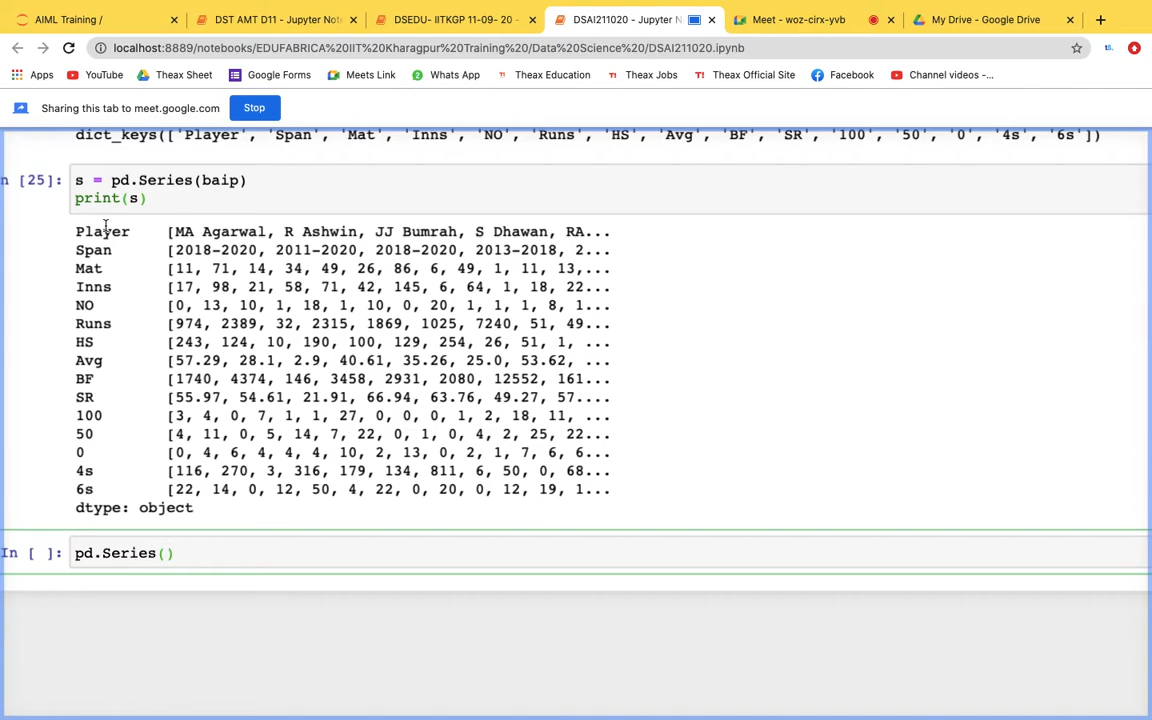 AIML Training /
DST AMT D11 - Jupyter Note
DSEDU- IITKGP 11-09- 20 -
DSAI211020 - Jupyter N
Meet - woz-cirx-yvb
My Drive - Google Drive
localhost:8889/notebooks/EDUFABRICA%20IIT%20Kharagpur%20Training%20/Data%20Science%20/DSAI211020.ipynb
Apps YouTube Theax Sheet Google Forms Meets Link Whats App Theax Education Theax Jobs Theax Official Site Facebook Channel videos -...
Sharing this tab to meet.google.com Stop
dict_keys(['Player', 'Span', 'Mat', 'Inns', 'NO', 'Runs', 'HS', 'Avg', 'BF', 'SR', '100', '50', '0', '4s', '6s'])
n [25]: s = pd.Series(baip)
print(s)
Player [MA Agarwal, R Ashwin, JJ Bumrah, S Dhawan, RA...
Span [2018-2020, 2011-2020, 2018-2020, 2013-2018, 2...
Mat [11, 71, 14, 34, 49, 26, 86, 6, 49, 1, 11, 13,...
Inns [17, 98, 21, 58, 71, 42, 145, 6, 64, 1, 18, 22...
NO [0, 13, 10, 1, 18, 1, 10, 0, 20, 1, 1, 1, 8, 1...
Runs [974, 2389, 32, 2315, 1869, 1025, 7240, 51, 49...
HS [243, 124, 10, 190, 100, 129, 254, 26, 51, 1, ...
Avg [57.29, 28.1, 2.9, 40.61, 35.26, 25.0, 53.62, ...
BF [1740, 4374, 146, 3458, 2931, 2080, 12552, 161...
SR [55.97, 54.61, 21.91, 66.94, 63.76, 49.27, 57....
100 [3, 4, 0, 7, 1, 1, 27, 0, 0, 0, 1, 2, 18, 11, ...
50 [4, 11, 0, 5, 14, 7, 22, 0, 1, 0, 4, 2, 25, 22...
0 [0, 4, 6, 4, 4, 4, 10, 2, 13, 0, 2, 1, 7, 6, 6...
4s [116, 270, 3, 316, 179, 134, 811, 6, 50, 0, 68...
6s [22, 14, 0, 12, 50, 4, 22, 0, 20, 0, 12, 19, 1...
dtype: object
In [ ]: pd.Series()